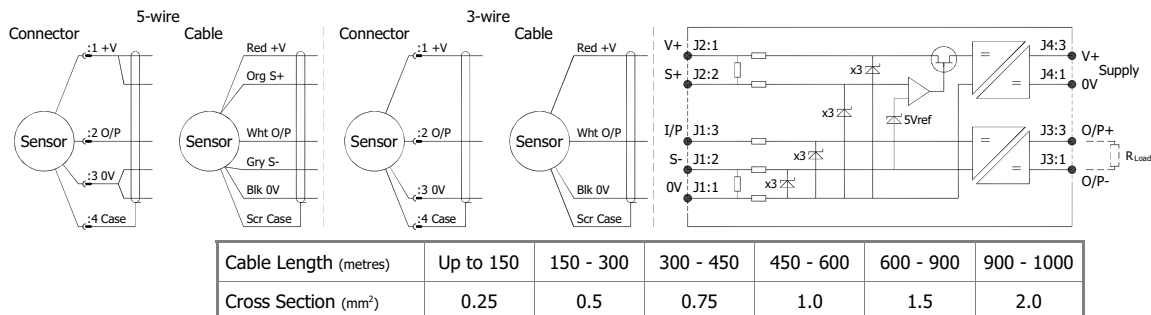 5-wire
Connector
Cable
:1 +V
:2 O/P
:3 0V
:4 Case
Sensor
Red +V
Org S+
Wht O/P
Gry S-
Blk 0V
Scr Case
Sensor
3-wire
Connector
Cable
:1 +V
:2 O/P
:3 0V
:4 Case
Sensor
Red +V
Wht O/P
Blk 0V
Scr Case
Sensor
V+ J2:1
S+ J2:2
I/P J1:3
S- J1:2
0V J1:1
x3
x3
x3
x3
5Vref
J4:3 V+
Supply
J4:1 0V
J3:3 O/P+
RLoad
J3:1 O/P-
Cable Length (metres) Up to 150 150 - 300 300 - 450 450 - 600 600 - 900 900 - 1000
Cross Section (mm²) 0.25 0.5 0.75 1.0 1.5 2.0